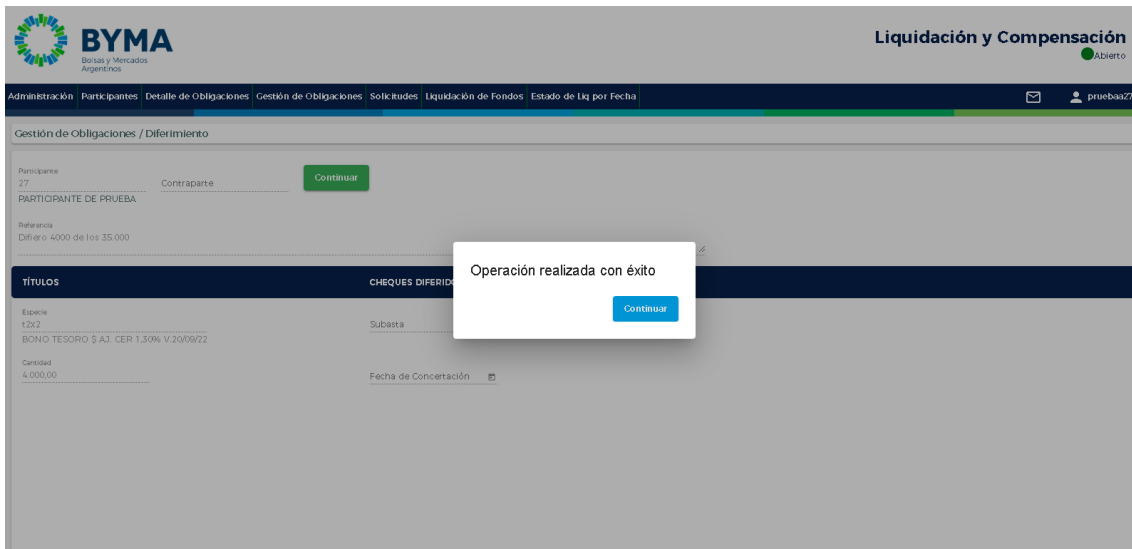 BYMA
Bolsas y Mercados
Argentinos
Liquidación y Compensación
Abierto
Administración Participantes Detalle de Obligaciones Gestión de Obligaciones Solicitudes Liquidación de Fondos Estado de Liq por Fecha
pruebaa27
Gestión de Obligaciones / Diferimiento
Participante
27
Contraparte
Continuar
PARTICIPANTE DE PRUEBA
Referencia
Difiero 4000 de los 35.000
Operación realizada con éxito
Continuar
TÍTULOS
CHEQUES DIFERIDO
Especie
t2x2
Subasta
BONO TESORO $ AJ. CER 1,30% V.20/09/22
Cantidad
4.000,00
Fecha de Concertación